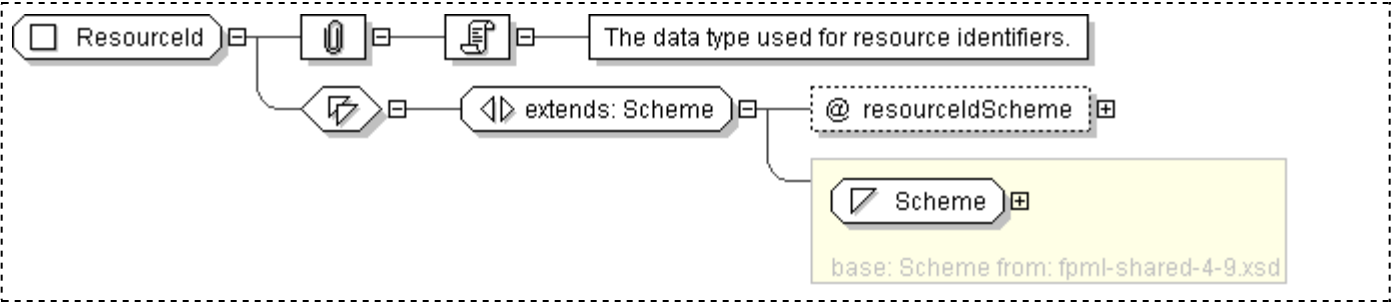 ResourceId
The data type used for resource identifiers.
extends: Scheme
@ resourceIdScheme
Scheme
base: Scheme from: fpml-shared-4-9.xsd